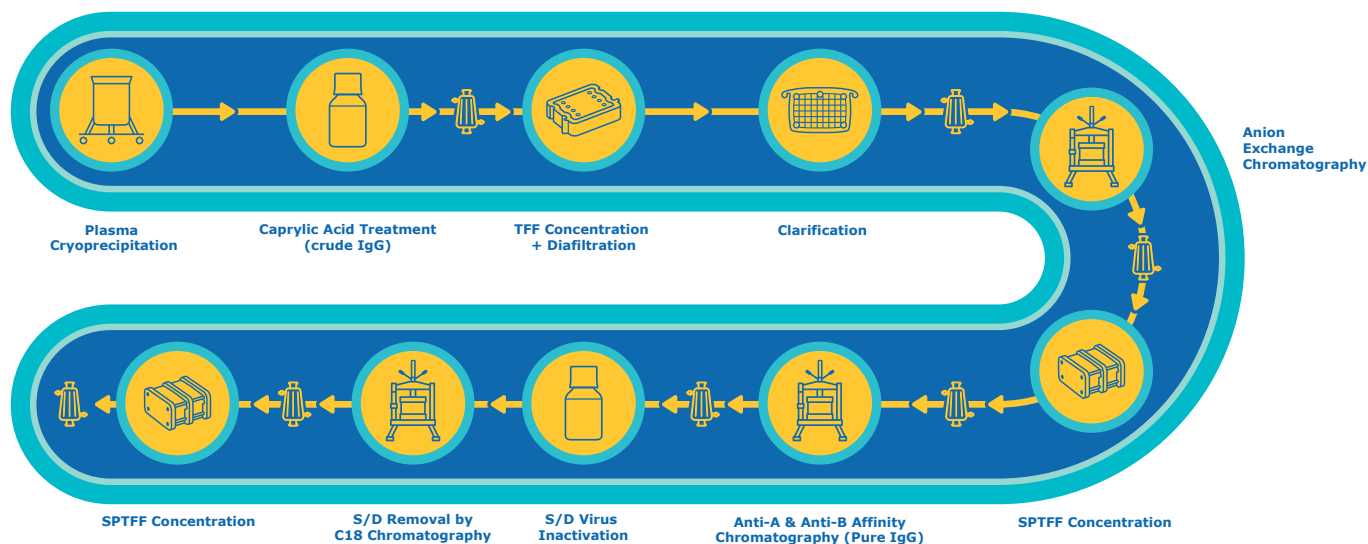 Plasma
Cryoprecipitation
Caprylic Acid Treatment
(crude IgG)
TFF Concentration
+ Diafiltration
Clarification
Anion
Exchange
Chromatography
SPTFF Concentration
S/D Removal by
C18 Chromatography
S/D Virus
Inactivation
Anti-A & Anti-B Affinity
Chromatography (Pure IgG)
SPTFF Concentration